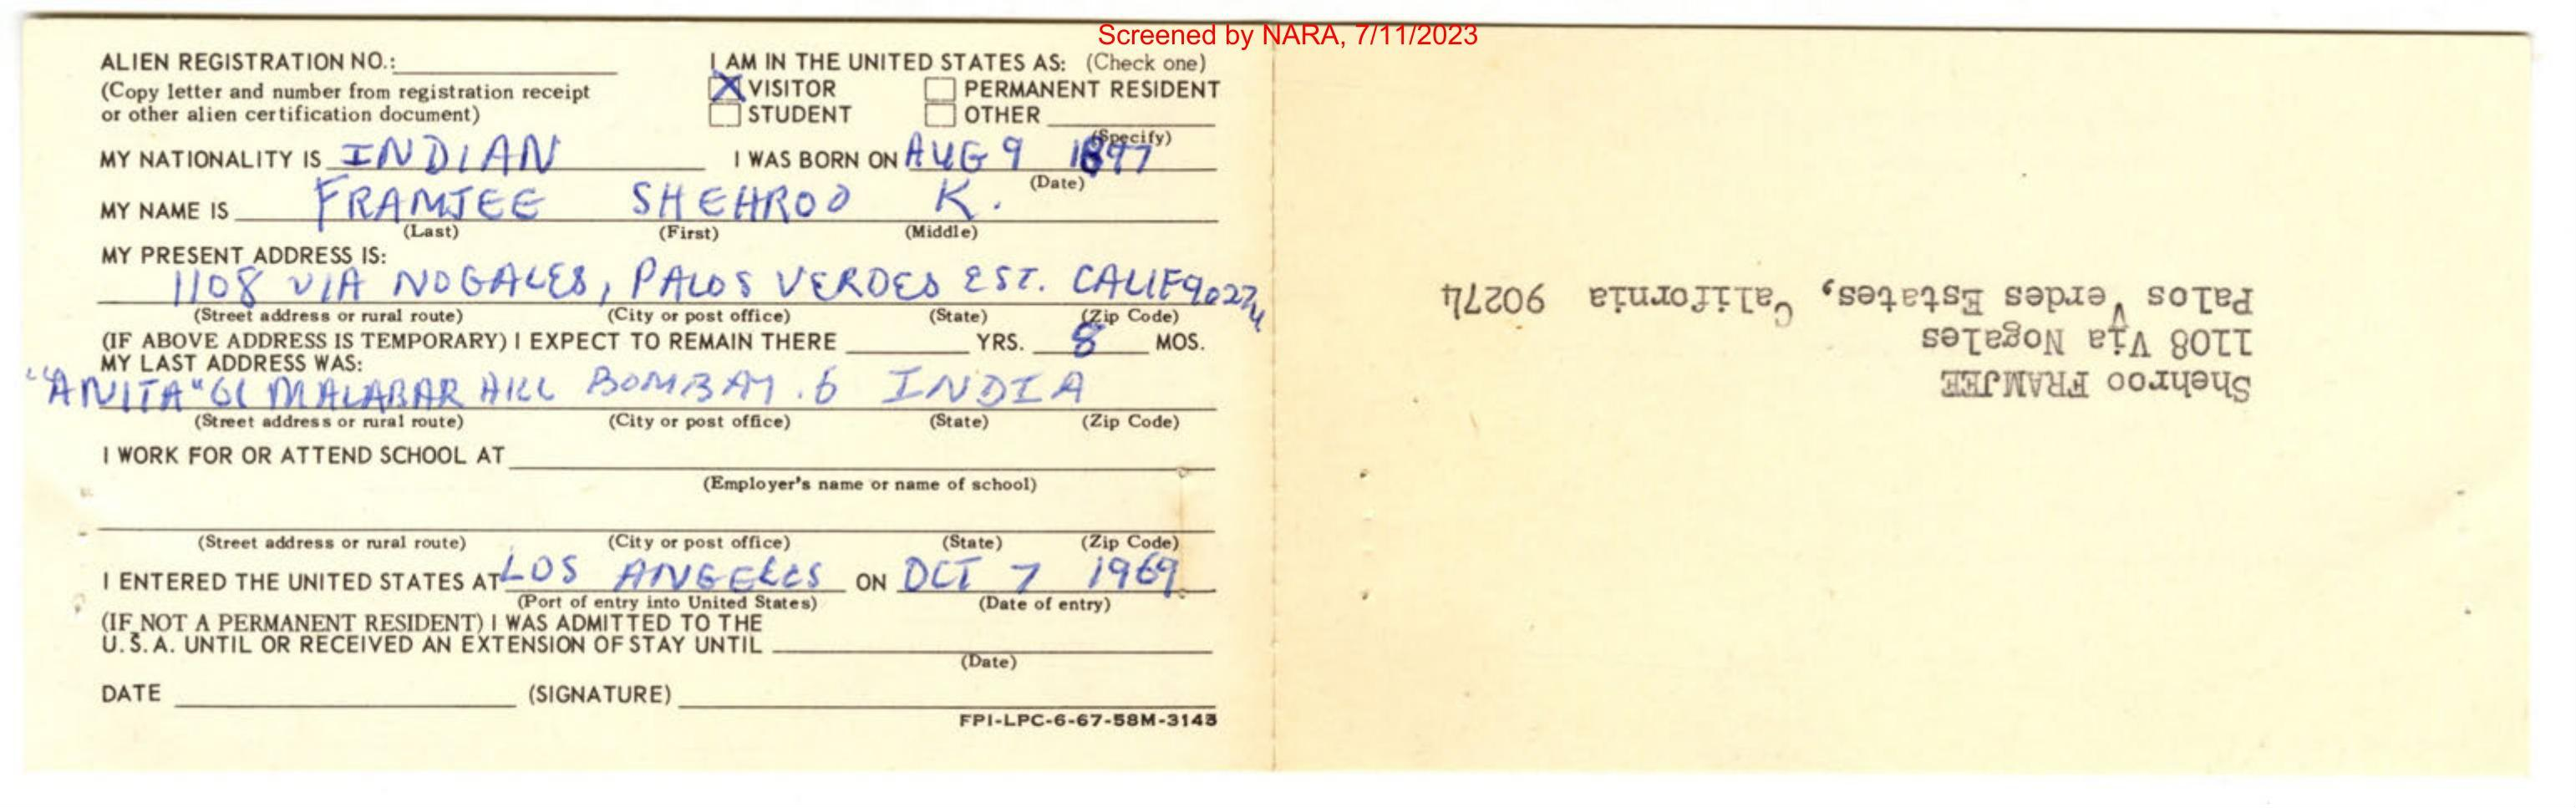 Screened by NARA, 7/11/2023
ALIEN REGISTRATION NO.:
(Copy letter and number from registration receipt
or other alien certification document)
I AM IN THE UNITED STATES AS: (Check one)
VISITOR PERMANENT RESIDENT
STUDENT OTHER
(Specify)
MY NATIONALITY IS INDIAN I WAS BORN ON AUG 9 1897
(Date)
MY NAME IS FRAMJEE SHEHROO K.
(Last) (First) (Middle)
MY PRESENT ADDRESS IS:
1108 VIA NOGALES, PALOS VERDES EST. CALIF 90274
(Street address or rural route) (City or post office) (State) (Zip Code)
(IF ABOVE ADDRESS IS TEMPORARY) I EXPECT TO REMAIN THERE YRS. 8 MOS.
MY LAST ADDRESS WAS:
"ANITA" 61 MALABAR HILL BOMBAY. 6 INDIA
(Street address or rural route) (City or post office) (State) (Zip Code)
I WORK FOR OR ATTEND SCHOOL AT
(Employer's name or name of school)
(Street address or rural route) (City or post office) (State) (Zip Code)
I ENTERED THE UNITED STATES AT LOS ANGELES ON OCT 7 1969
(Port of entry into United States) (Date of entry)
(IF NOT A PERMANENT RESIDENT) I WAS ADMITTED TO THE
U.S.A. UNTIL OR RECEIVED AN EXTENSION OF STAY UNTIL
(Date)
DATE (SIGNATURE)
FPI-LPC-6-67-58M-3143
Shehroo FRAMJEE
1108 Via Nogales
Palos Verdes Estates, California 90274